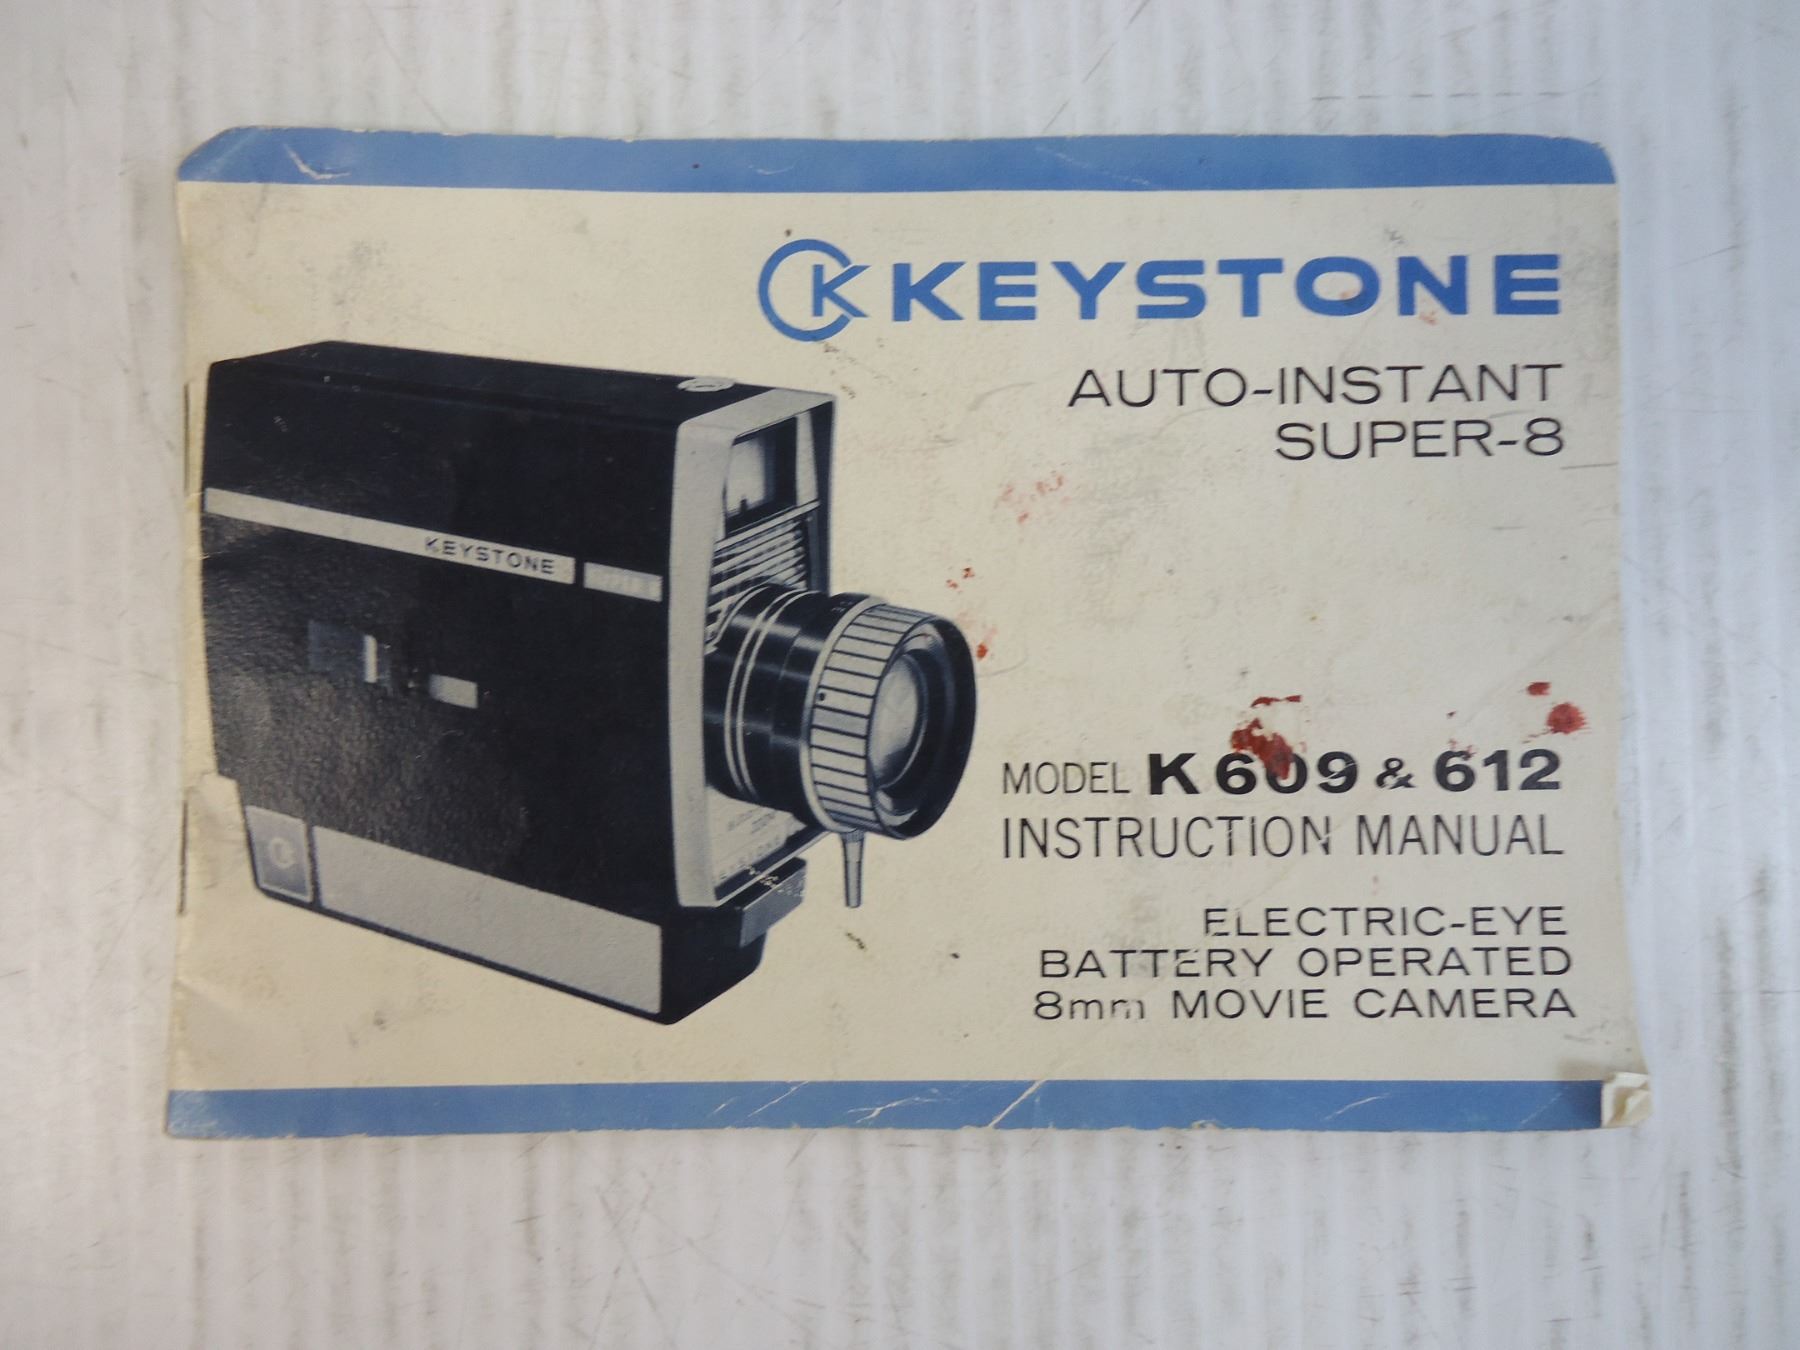 K KEYSTONE
AUTO-INSTANT
SUPER-8
KEYSTONE
MODEL K 609 & 612
INSTRUCTION MANUAL
ELECTRIC-EYE
BATTERY OPERATED
8mm MOVIE CAMERA